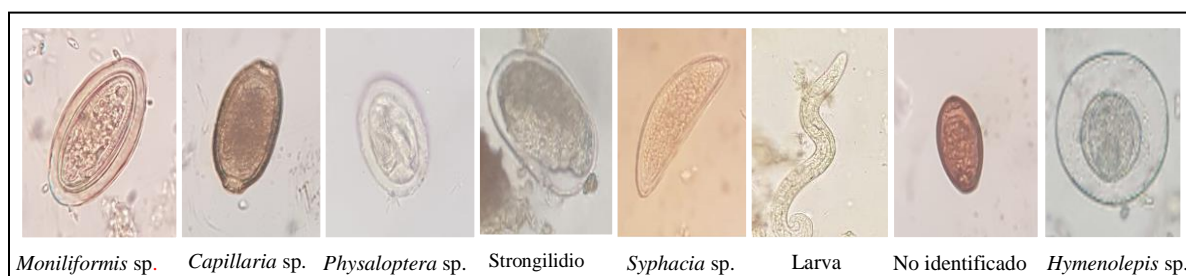 Moniliformis sp. Capillaria sp. Physaloptera sp. Strongilidio Syphacia sp. Larva No identificado Hymenolepis sp.